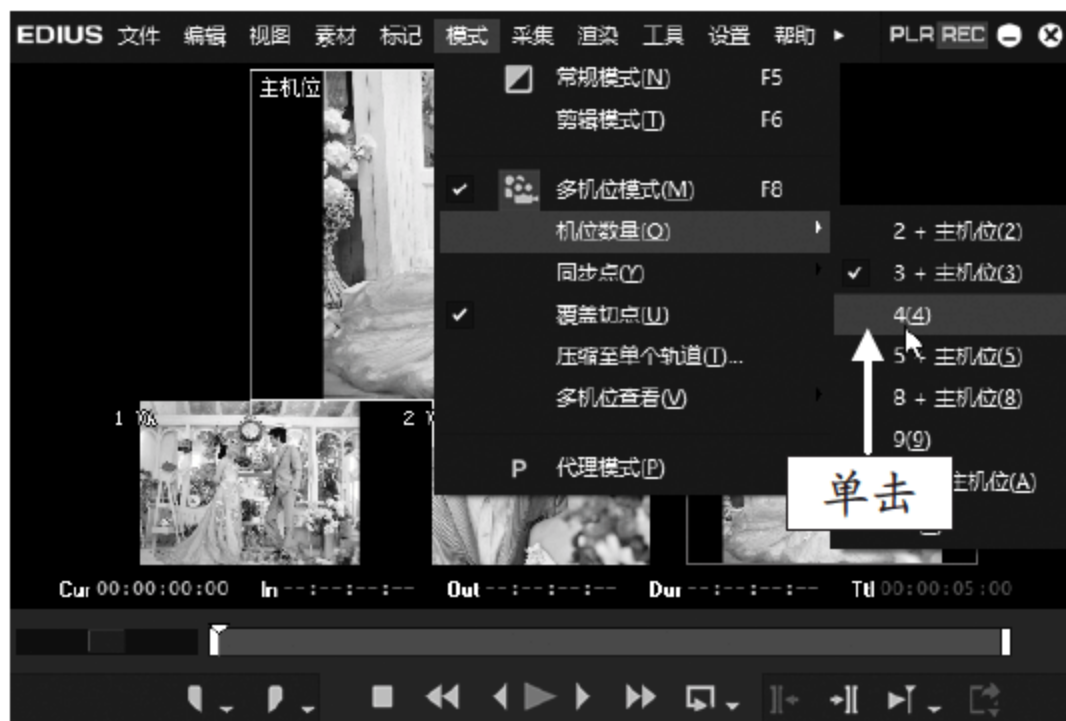 EDIUS 文件 编辑 视图 素材 标记 模式 采集 渲染 工具 设置 帮助 PLR REC
主机位
常规模式(N) F5
剪辑模式(T) F6
多机位模式(M) F8
机位数量(O)
同步点(Y)
覆盖切点(U)
压缩至单个轨道(T)...
多机位查看(V)
P 代理模式(P)
2 + 主机位(2)
3 + 主机位(3)
4(4)
5 + 主机位(5)
8 + 主机位(8)
9(9)
主机位(A)
单击
1
2
Cur 00:00:00:00 In --:--:--:-- Out --:--:--:-- Dur --:--:--:-- Ttl 00:00:05:00